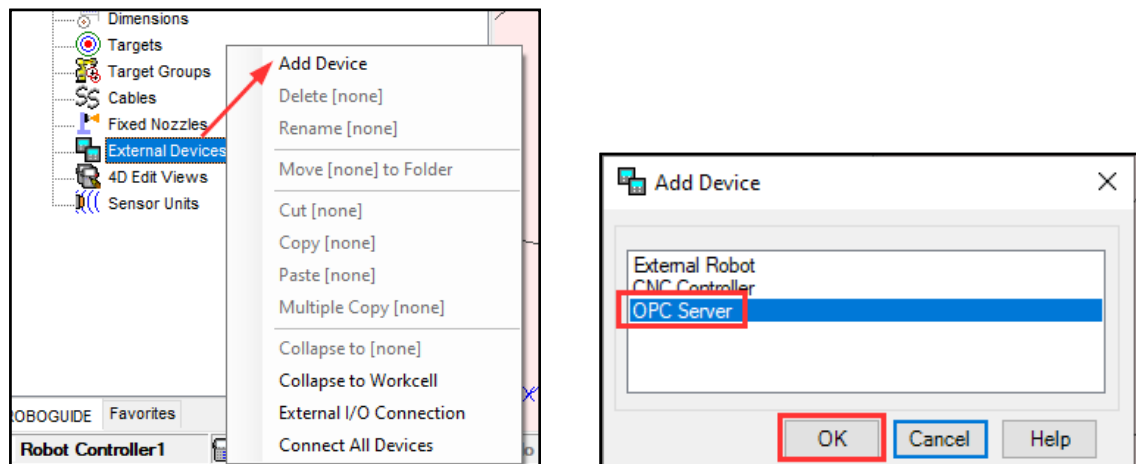 Dimensions
Targets
Target Groups
Cables
Fixed Nozzles
External Devices
4D Edit Views
Sensor Units
Add Device
Delete [none]
Rename [none]
Move [none] to Folder
Cut [none]
Copy [none]
Paste [none]
Multiple Copy [none]
Collapse to [none]
Collapse to Workcell
External I/O Connection
Connect All Devices
OBOGUIDE Favorites
Robot Controller1
Add Device
External Robot
CNC Controller
OPC Server
OK Cancel Help